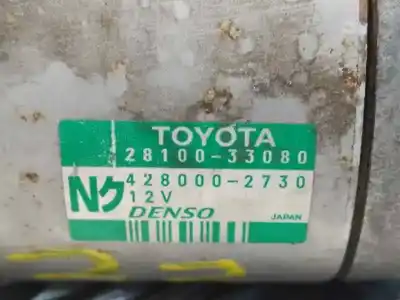 TOYOTA
28100-33080
Nク 428000-2730
12V
DENSO
JAPAN